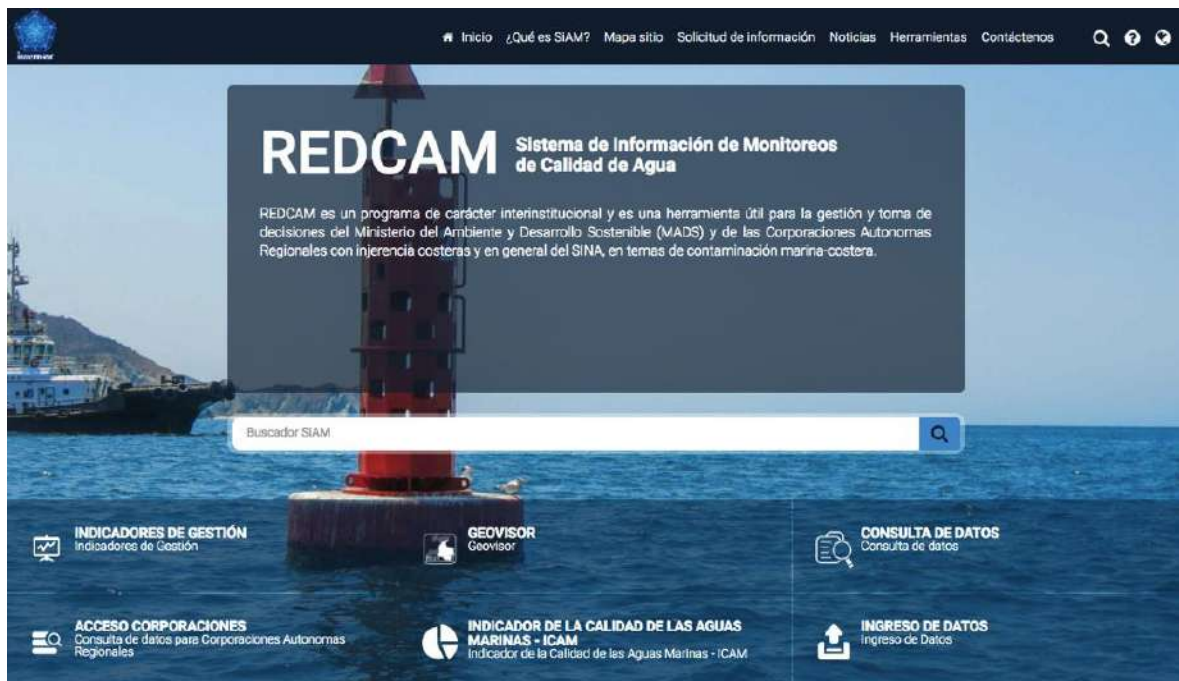 Inicio ¿Qué es SiAM? Mapa sitio Solicitud de información Noticias Herramientas Contáctenos
REDCAM
Sistema de Información de Monitoreos
de Calidad de Agua
REDCAM es un programa de carácter interinstitucional y es una herramienta útil para la gestión y toma de
decisiones del Ministerio del Ambiente y Desarrollo Sostenible (MADS) y de las Corporaciones Autonomas
Regionales con injerencia costeras y en general del SINA, en temas de contaminación marina-costera.
Buscador SIAM
INDICADORES DE GESTIÓN
Indicadores de Gestión
GEOVISOR
Geovisor
CONSULTA DE DATOS
Consulta de datos
ACCESO CORPORACIONES
Consulta de datos para Corporaciones Autonomas
Regionales
INDICADOR DE LA CALIDAD DE LAS AGUAS
MARINAS - ICAM
Indicador de la Calidad de las Aguas Marinas - ICAM
INGRESO DE DATOS
Ingreso de Datos